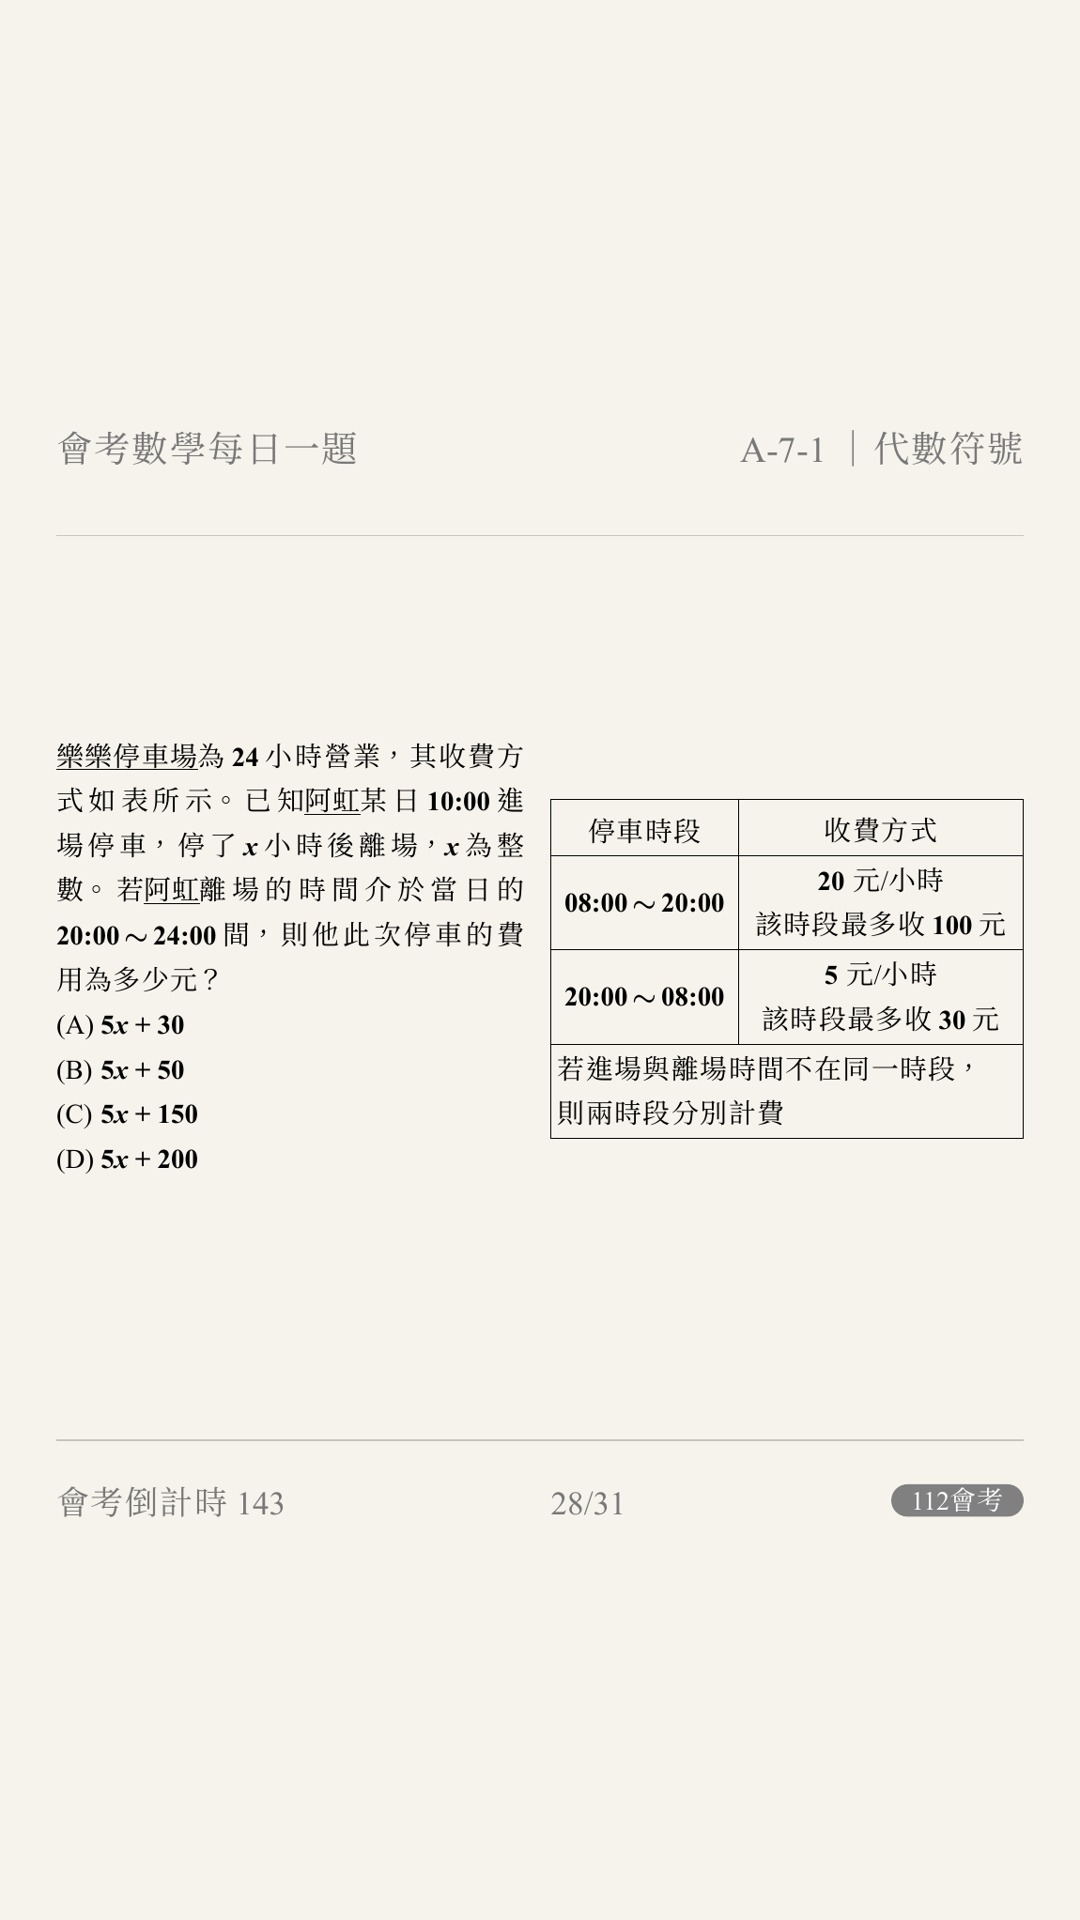 會考數學每日一題
A-7-1 | 代數符號
樂樂停車場為 24 小時營業，其收費方
式如表所示。已知阿虹某日 10:00 進
場停車，停了 x 小時後離場，x 為整
數。若阿虹離場的時間介於當日的
20:00～24:00 間，則他此次停車的費
用為多少元？
(A) 5x + 30
(B) 5x + 50
(C) 5x + 150
(D) 5x + 200
停車時段 收費方式
08:00～20:00
20 元/小時
該時段最多收 100 元
20:00～08:00
5 元/小時
該時段最多收 30 元
若進場與離場時間不在同一時段，
則兩時段分別計費
會考倒計時 143
28/31
112會考